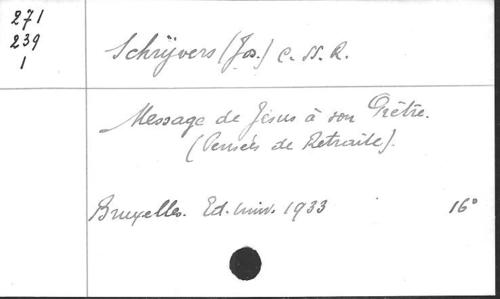 271
239
1
Schrijvers (Jos.) C. SS. R.
Message de Jésus à son Prêtre.
(Pensées de Retraite).
Bruxelles. Ed. Univ. 1933 16°